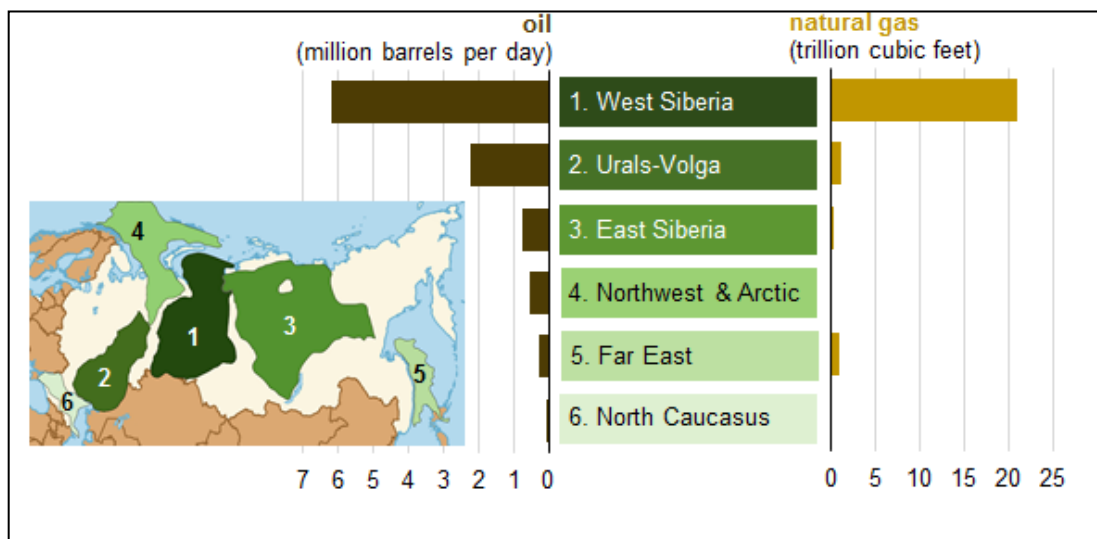 oil
(million barrels per day)
natural gas
(trillion cubic feet)
1. West Siberia
2. Urals-Volga
3. East Siberia
4. Northwest & Arctic
5. Far East
6. North Caucasus
4
1
3
2
5
6
7 6 5 4 3 2 1 0
0 5 10 15 20 25